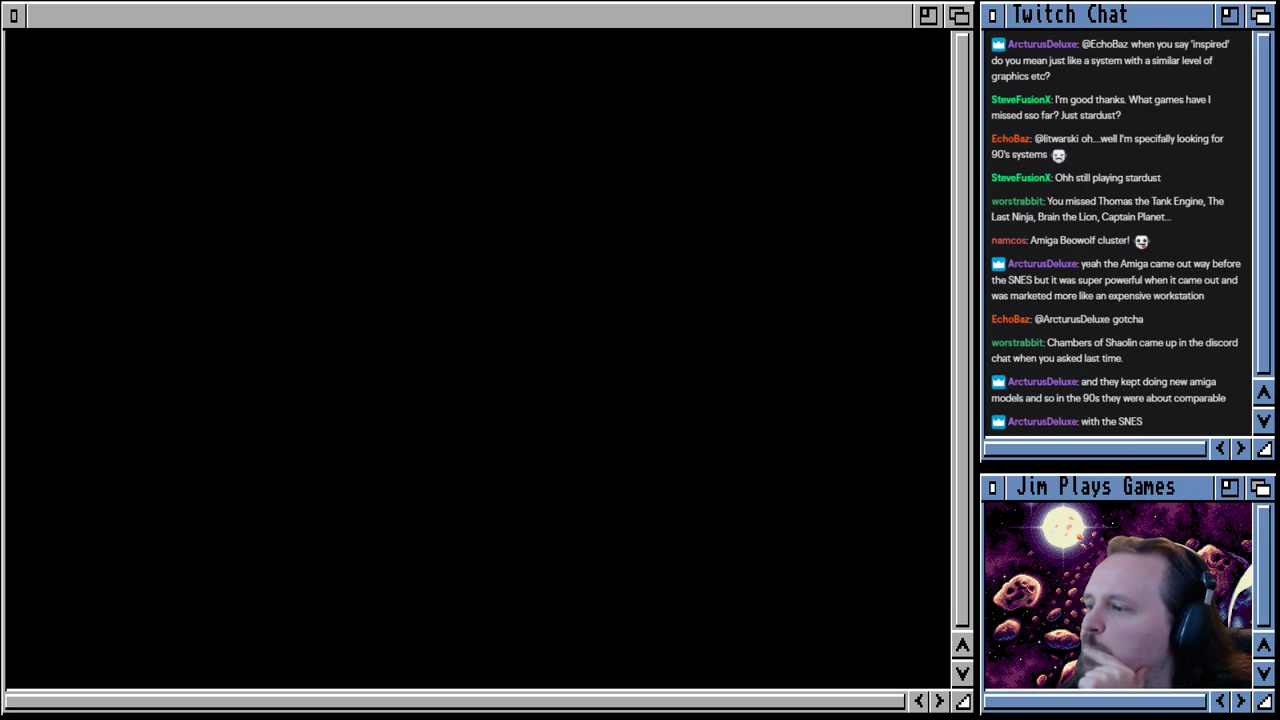 Twitch Chat
ArcturusDeluxe: @EchoBaz when you say 'inspired'
do you mean just like a system with a similar level of
graphics etc?
SteveFusionX: I'm good thanks. What games have I
missed sso far? Just stardust?
EchoBaz: @litwarski oh...well I'm specifally looking for
90's systems
SteveFusionX: Ohh still playing stardust
worstrabbit: You missed Thomas the Tank Engine, The
Last Ninja, Brain the Lion, Captain Planet...
namcos: Amiga Beowolf cluster!
ArcturusDeluxe: yeah the Amiga came out way before
the SNES but it was super powerful when it came out and
was marketed more like an expensive workstation
EchoBaz: @ArcturusDeluxe gotcha
worstrabbit: Chambers of Shaolin came up in the discord
chat when you asked last time.
ArcturusDeluxe: and they kept doing new amiga
models and so in the 90s they were about comparable
ArcturusDeluxe: with the SNES
Jim Plays Games